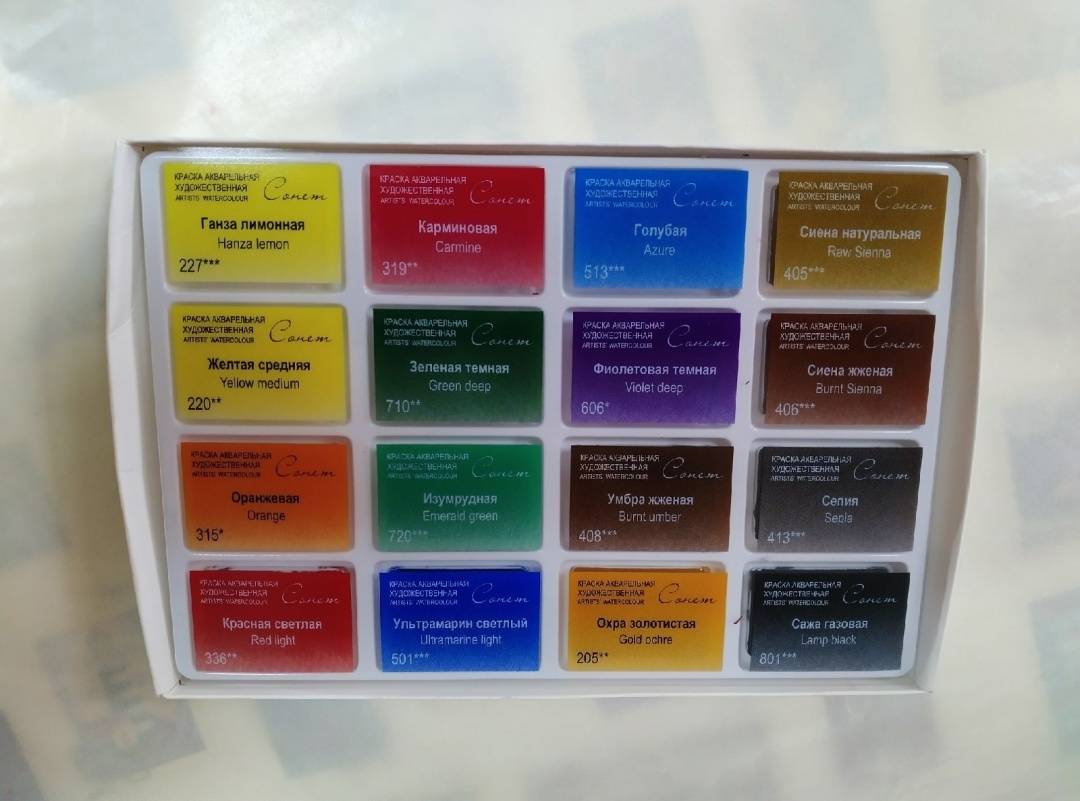 КРАСКА АКВАРЕЛЬНАЯ
ХУДОЖЕСТВЕННАЯ
ARTISTS' WATERCOLOUR
Сонет
Ганза лимонная
Hanza lemon
227***
КРАСКА АКВАРЕЛЬНАЯ
ХУДОЖЕСТВЕННАЯ
ARTISTS' WATERCOLOUR
Сонет
Карминовая
Carmine
319**
КРАСКА АКВАРЕЛЬНАЯ
ХУДОЖЕСТВЕННАЯ
ARTISTS' WATERCOLOUR
Сонет
Голубая
Azure
513***
КРАСКА АКВАРЕЛЬНАЯ
ХУДОЖЕСТВЕННАЯ
ARTISTS' WATERCOLOUR
Сонет
Сиена натуральная
Raw Sienna
405***
КРАСКА АКВАРЕЛЬНАЯ
ХУДОЖЕСТВЕННАЯ
ARTISTS' WATERCOLOUR
Сонет
Желтая средняя
Yellow medium
220**
КРАСКА АКВАРЕЛЬНАЯ
ХУДОЖЕСТВЕННАЯ
ARTISTS' WATERCOLOUR
Сонет
Зеленая темная
Green deep
710**
КРАСКА АКВАРЕЛЬНАЯ
ХУДОЖЕСТВЕННАЯ
ARTISTS' WATERCOLOUR
Сонет
Фиолетовая темная
Violet deep
606*
КРАСКА АКВАРЕЛЬНАЯ
ХУДОЖЕСТВЕННАЯ
ARTISTS' WATERCOLOUR
Сонет
Сиена жженая
Burnt Sienna
406***
КРАСКА АКВАРЕЛЬНАЯ
ХУДОЖЕСТВЕННАЯ
ARTISTS' WATERCOLOUR
Сонет
Оранжевая
Orange
315*
КРАСКА АКВАРЕЛЬНАЯ
ХУДОЖЕСТВЕННАЯ
ARTISTS' WATERCOLOUR
Сонет
Изумрудная
Emerald green
720***
КРАСКА АКВАРЕЛЬНАЯ
ХУДОЖЕСТВЕННАЯ
ARTISTS' WATERCOLOUR
Сонет
Умбра жженая
Burnt umber
408***
КРАСКА АКВАРЕЛЬНАЯ
ХУДОЖЕСТВЕННАЯ
ARTISTS' WATERCOLOUR
Сонет
Сепия
Sepia
413***
КРАСКА АКВАРЕЛЬНАЯ
ХУДОЖЕСТВЕННАЯ
ARTISTS' WATERCOLOUR
Сонет
Красная светлая
Red light
336**
КРАСКА АКВАРЕЛЬНАЯ
ХУДОЖЕСТВЕННАЯ
ARTISTS' WATERCOLOUR
Сонет
Ультрамарин светлый
Ultramarine light
501***
КРАСКА АКВАРЕЛЬНАЯ
ХУДОЖЕСТВЕННАЯ
ARTISTS' WATERCOLOUR
Сонет
Охра золотистая
Gold ochre
205**
КРАСКА АКВАРЕЛЬНАЯ
ХУДОЖЕСТВЕННАЯ
ARTISTS' WATERCOLOUR
Сонет
Сажа газовая
Lamp black
801***